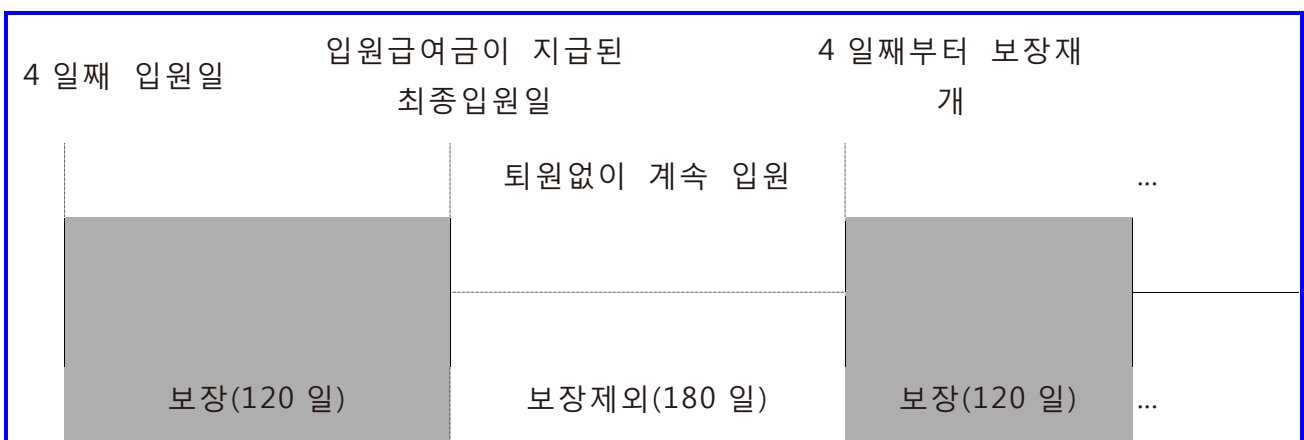 4 일째 입원일
입원급여금이 지급된
최종입원일
4 일째부터 보장재
개
퇴원없이 계속 입원
...
보장(120 일)
보장제외(180 일)
보장(120 일)
...